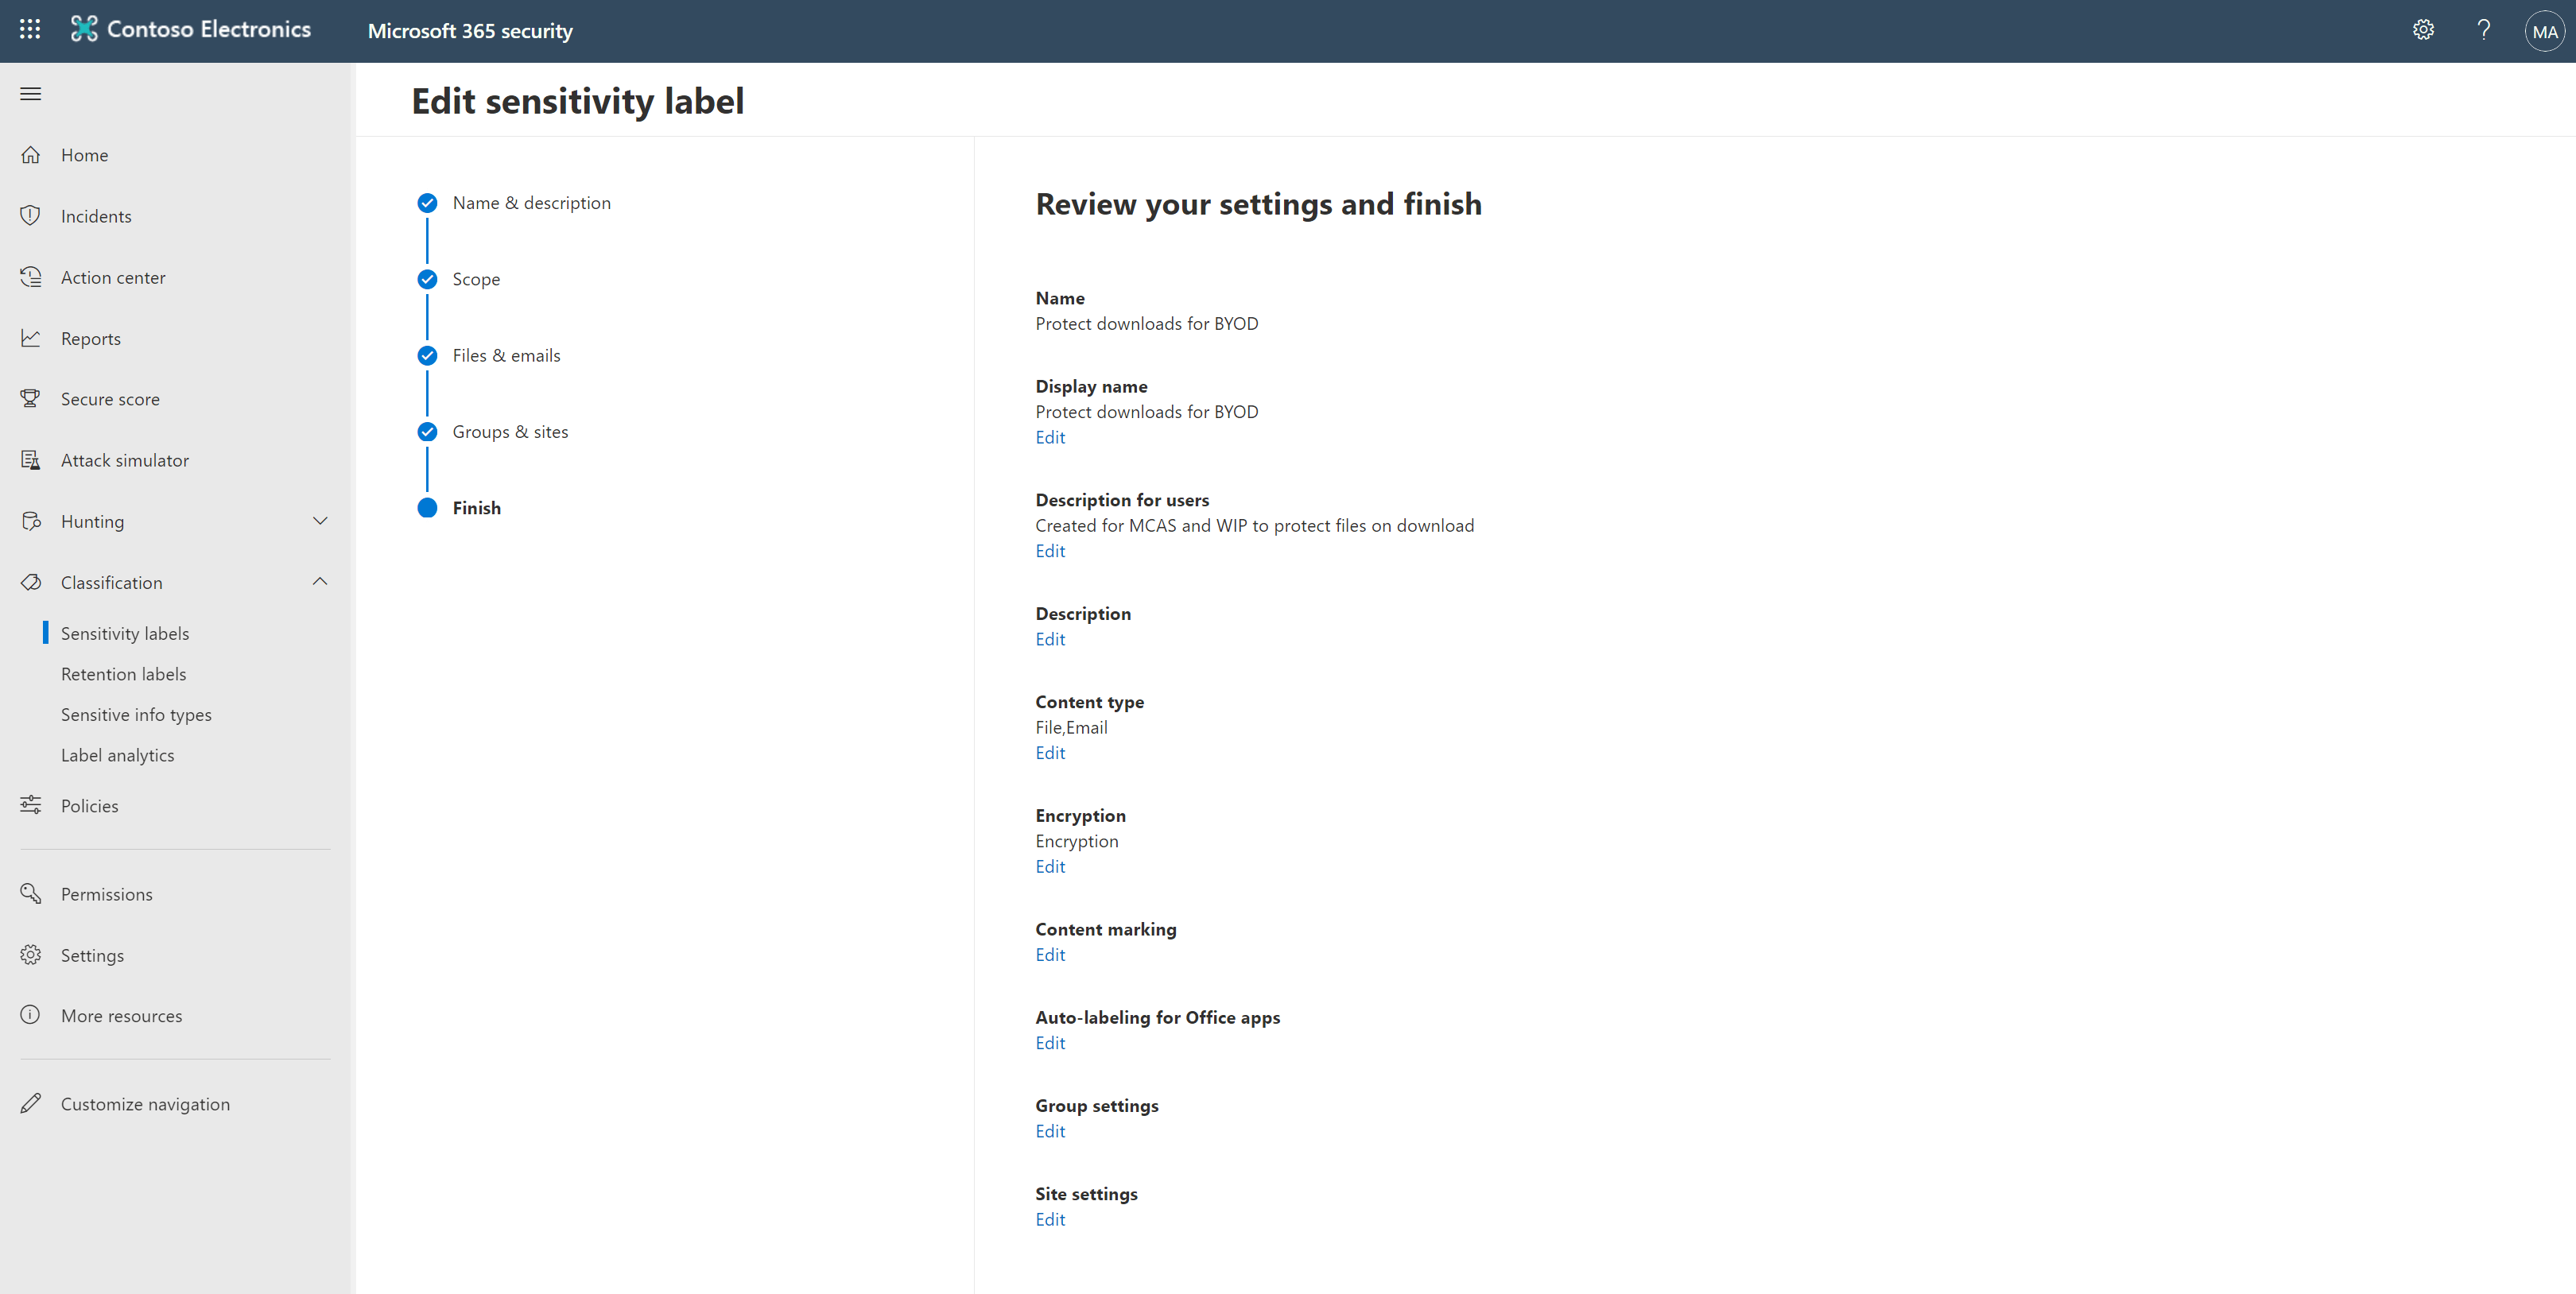 Contoso Electronics
Microsoft 365 security
?
MA
Home
Incidents
Action center
Reports
Secure score
Attack simulator
Hunting
Classification
Sensitivity labels
Retention labels
Sensitive info types
Label analytics
Policies
Permissions
Settings
More resources
Customize navigation
Edit sensitivity label
Name & description
Scope
Files & emails
Groups & sites
Finish
Review your settings and finish
Name
Protect downloads for BYOD
Display name
Protect downloads for BYOD
Edit
Description for users
Created for MCAS and WIP to protect files on download
Edit
Description
Edit
Content type
File,Email
Edit
Encryption
Encryption
Edit
Content marking
Edit
Auto-labeling for Office apps
Edit
Group settings
Edit
Site settings
Edit